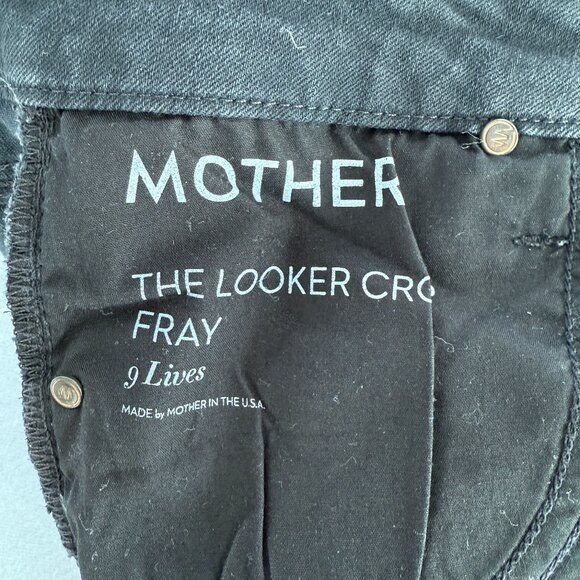 MOTHER
THE LOOKER CRO
FRAY
9 Lives
MADE by MOTHER IN THE U.S.A.